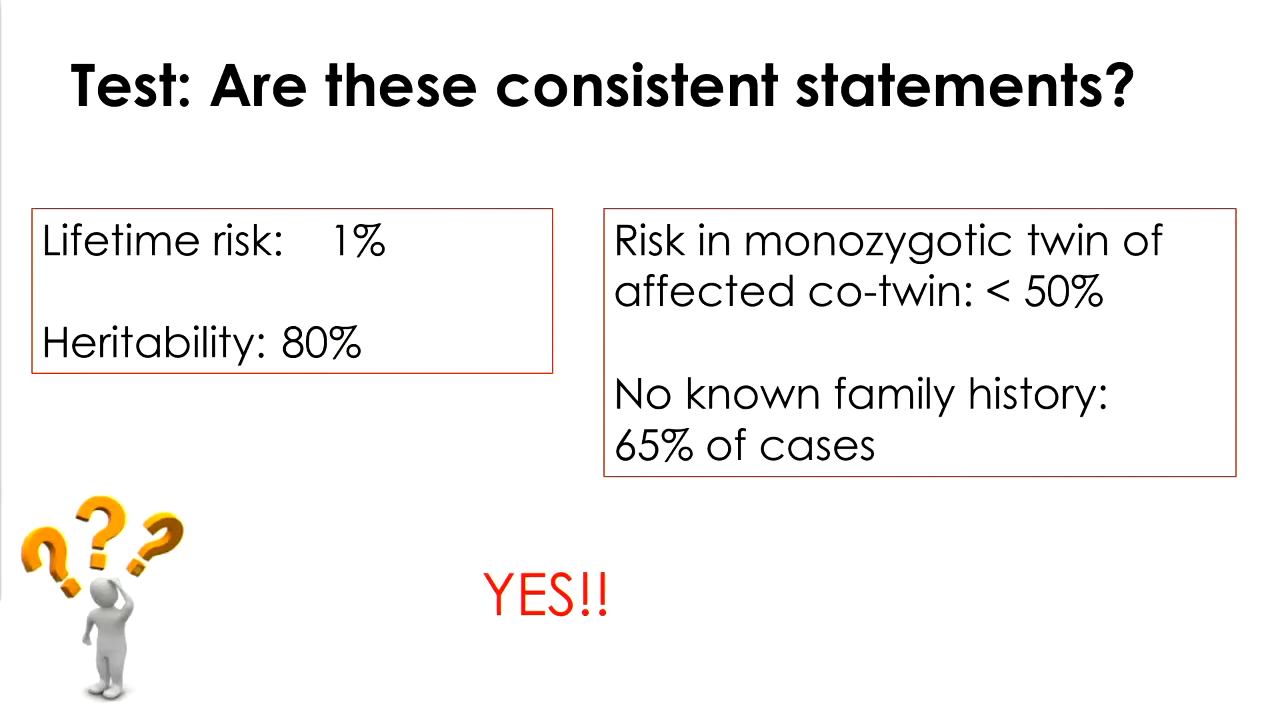 Test: Are these consistent statements?
Lifetime risk: 1%
Heritability: 80%
Risk in monozygotic twin of
affected co-twin: < 50%
No known family history:
65% of cases
YES!!